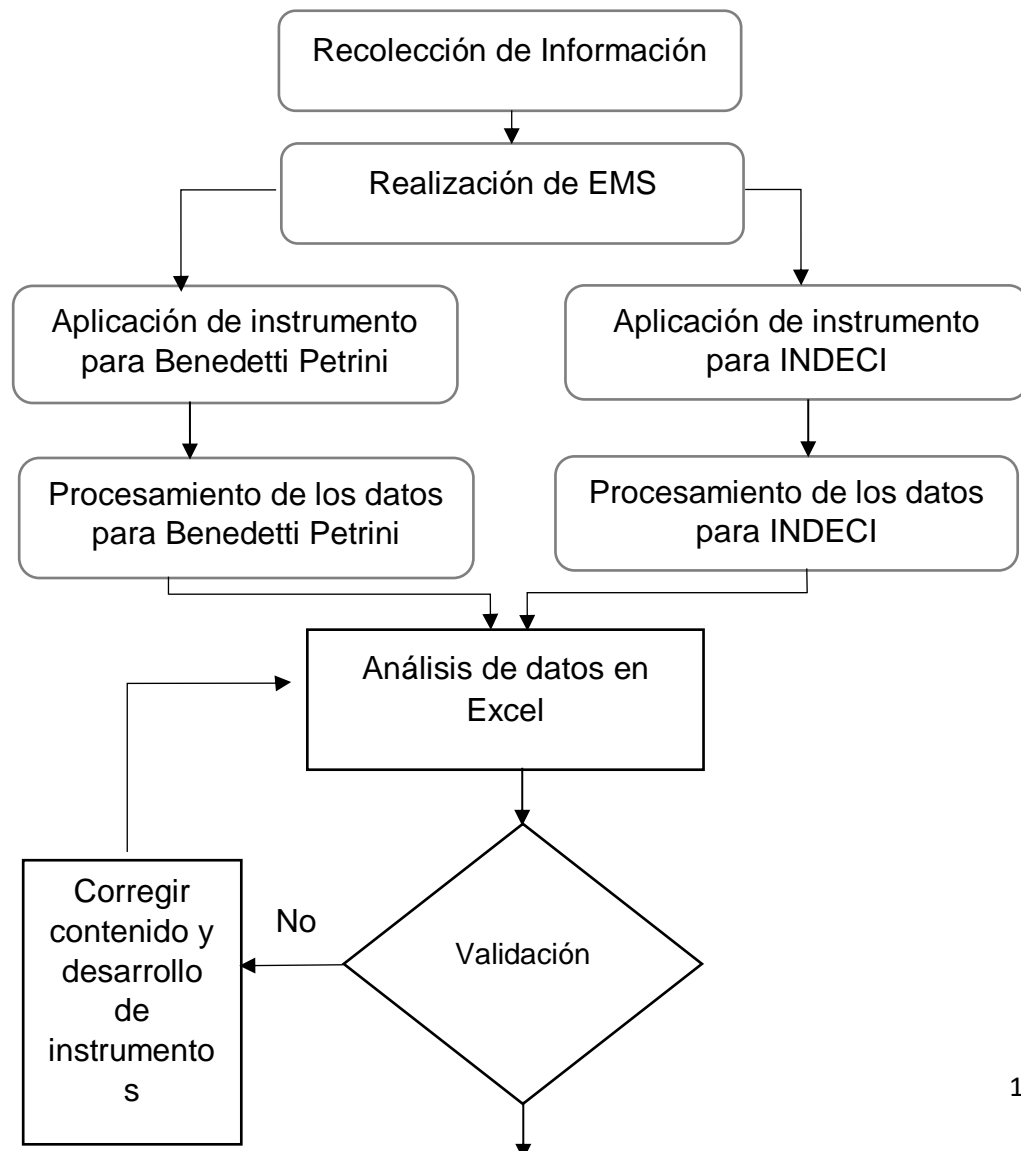 Recolección de Información
Realización de EMS
Aplicación de instrumento
para Benedetti Petrini
Aplicación de instrumento
para INDECI
Procesamiento de los datos
para Benedetti Petrini
Procesamiento de los datos
para INDECI
Análisis de datos en
Excel
Corregir
contenido y
desarrollo
de
instrumento
s
No
Validación
1